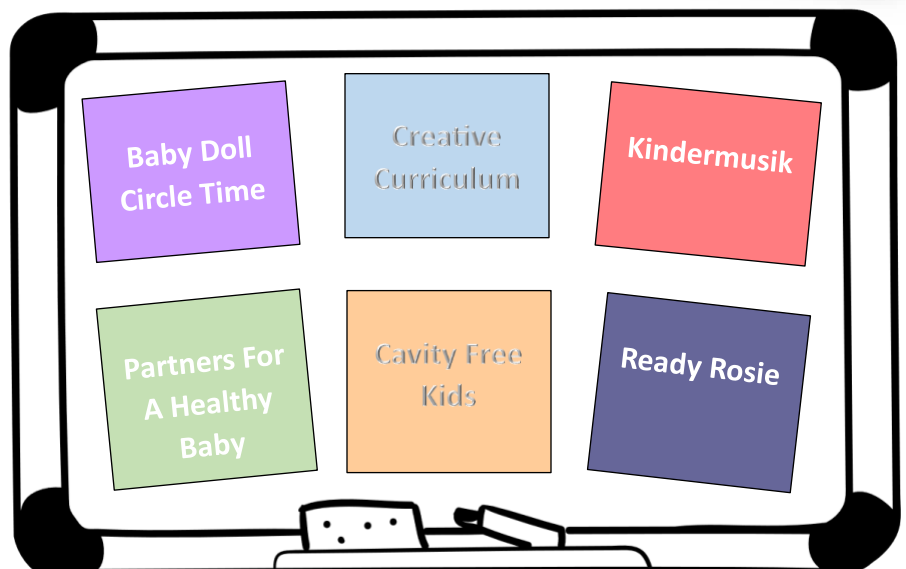 Baby Doll
Circle Time
Creative
Curriculum
Kindermusik
Partners For
A Healthy
Baby
Cavity Free
Kids
Ready Rosie